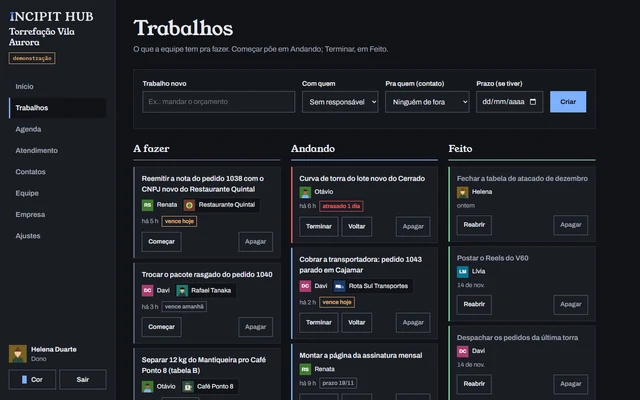 INCIPIT HUB
Torrefação Vila
Aurora
demonstração
Início
Trabalhos
Agenda
Atendimento
Contatos
Equipe
Empresa
Ajustes
Helena Duarte
Dono
Cor
Sair
Trabalhos
O que a equipe tem pra fazer. Começar põe em Andando; Terminar, em Feito.
Trabalho novo
Ex.: mandar o orçamento
Com quem
Sem responsável
Pra quem (contato)
Ninguém de fora
Prazo (se tiver)
dd/mm/aaaa
Criar
A fazer
Reemitir a nota do pedido 1038 com o
CNPJ novo do Restaurante Quintal
RS Renata
Restaurante Quintal
há 5 h vence hoje
Começar
Apagar
Trocar o pacote rasgado do pedido 1040
DC Davi
Rafael Tanaka
há 3 h vence amanhã
Começar
Apagar
Separar 12 kg do Mantiqueira pro Café
Ponto 8 (tabela B)
Otávio
Café Ponto 8
Andando
Curva de torra do lote novo do Cerrado
Otávio
há 6 h atrasado 1 dia
Terminar
Voltar
Apagar
Cobrar a transportadora: pedido 1043
parado em Cajamar
DC Davi
Rota Sul Transportes
há 2 h vence hoje
Terminar
Voltar
Apagar
Montar a página da assinatura mensal
RS Renata
há 9 h prazo 19/11
Feito
Fechar a tabela de atacado de dezembro
Helena
ontem
Reabrir
Apagar
Postar o Reels do V60
LM Lívia
14 de nov.
Reabrir
Apagar
Despachar os pedidos da última torra
DC Davi
14 de nov.
Reabrir
Apagar